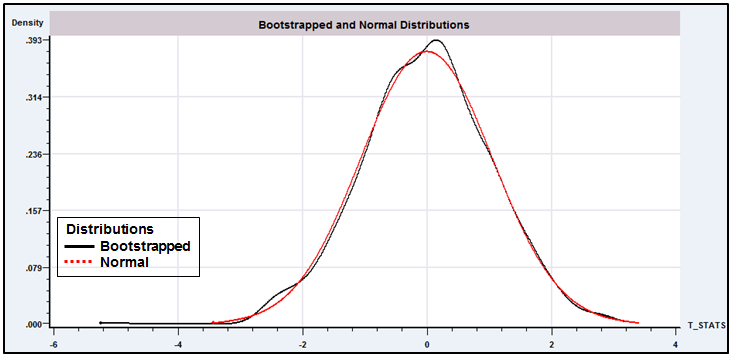 Bootstrapped and Normal Distributions
Density
.393
.314
.236
.157
.079
.000
Distributions
Bootstrapped
Normal
-6
-4
-2
0
2
4
T_STATS